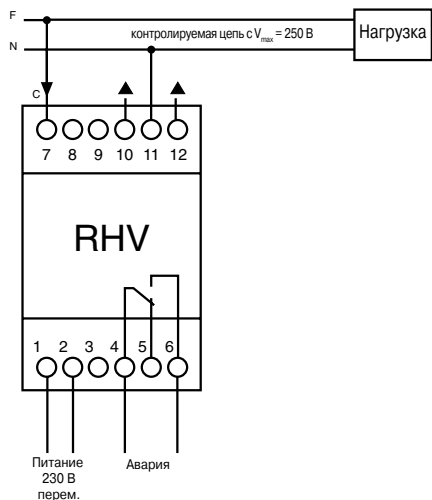 F
контролируемая цепь с Vmax = 250 В
Нагрузка
N
C
7 8 9 10 11 12
RHV
1 2 3 4 5 6
Питание
230 В
перем.
Авария